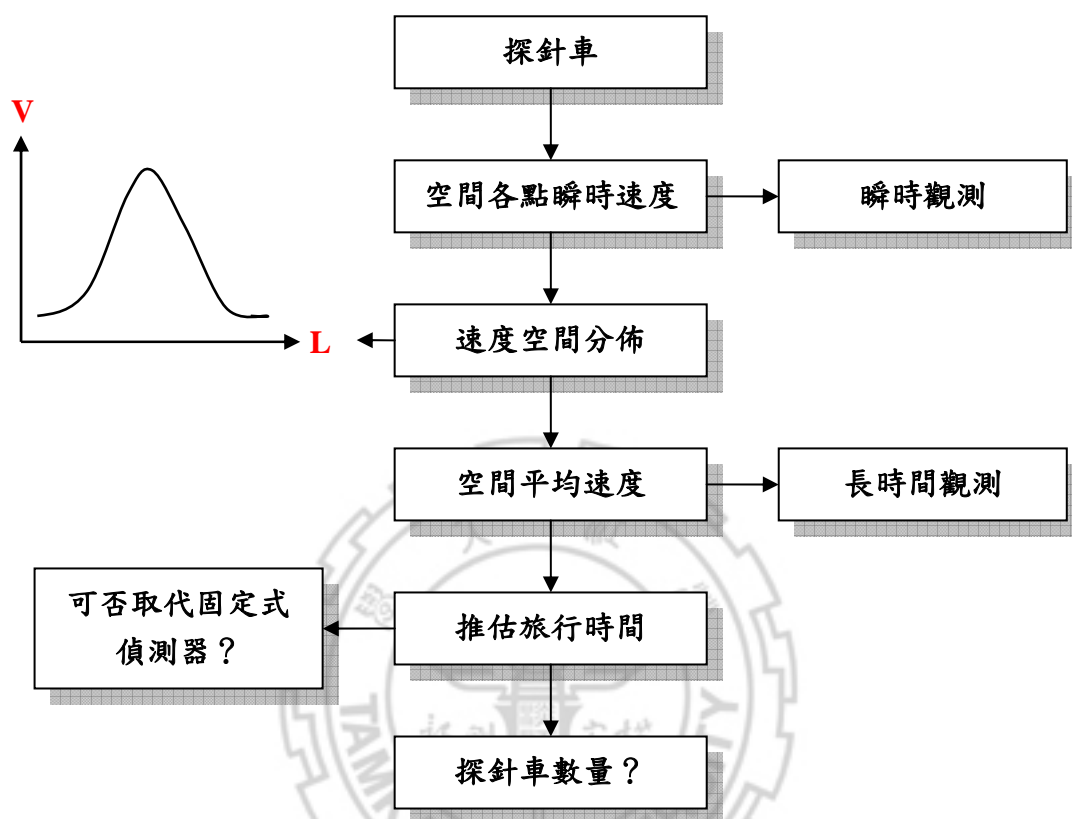 探針車
V
空間各點瞬時速度
瞬時觀測
速度空間分佈
L
空間平均速度
長時間觀測
可否取代固定式
偵測器？
推估旅行時間
探針車數量？